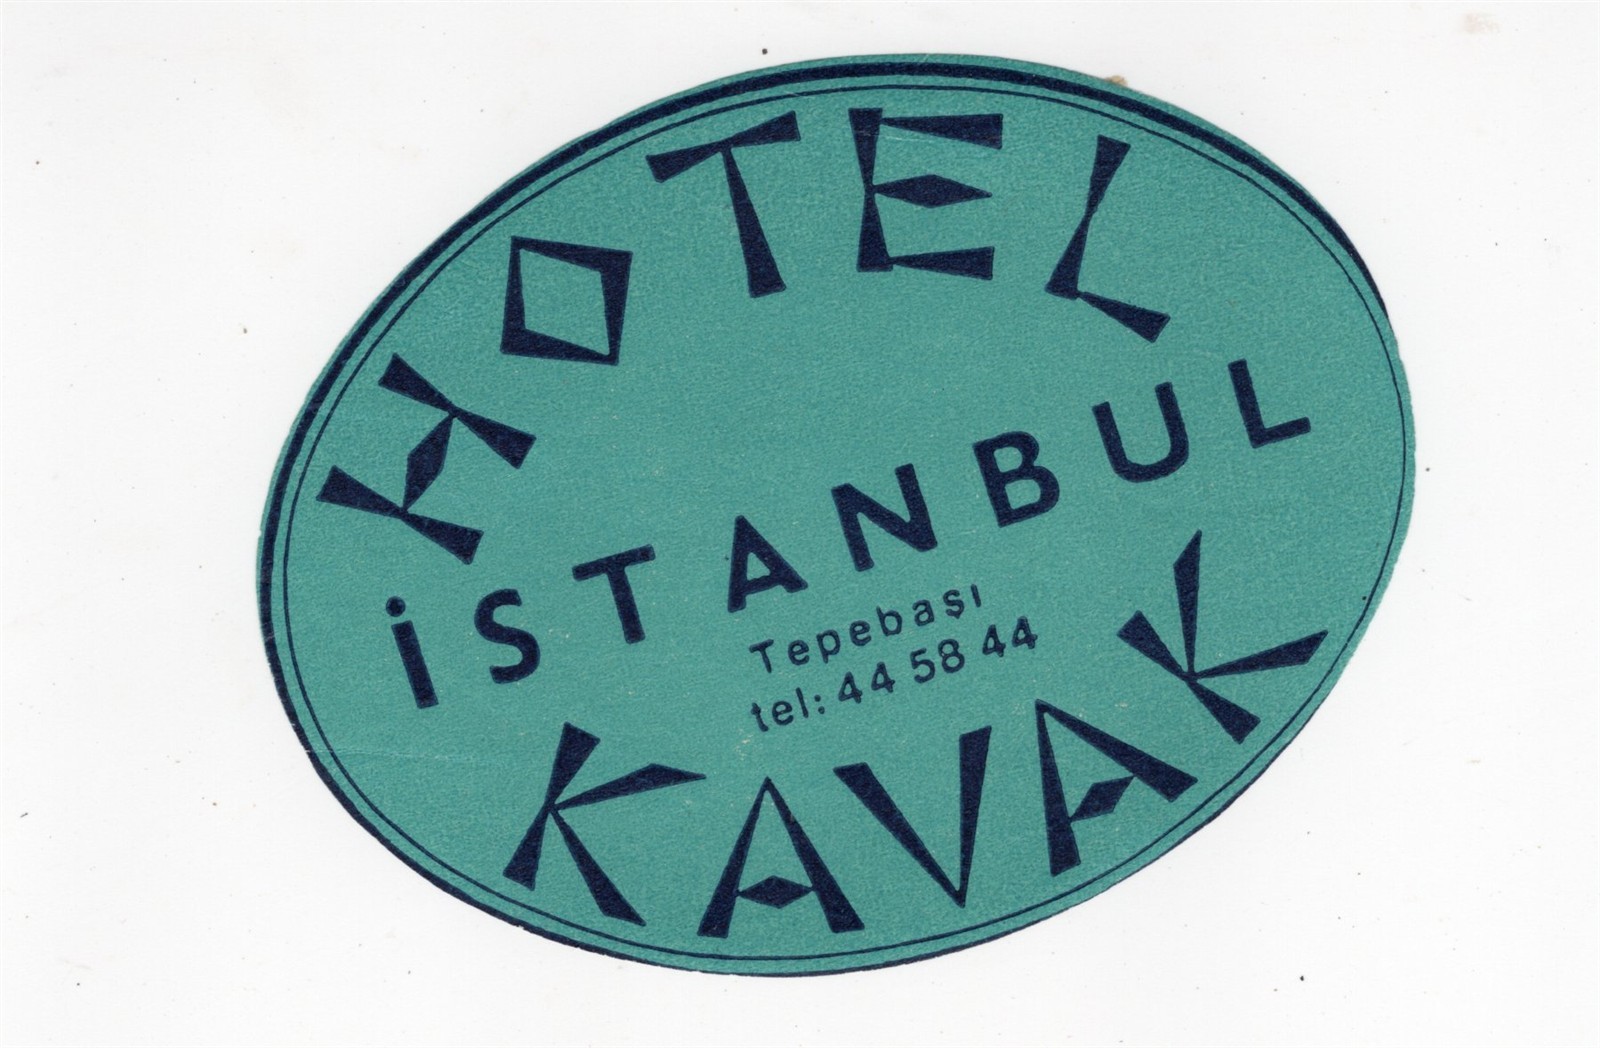 HOTEL
İSTANBUL
Tepebaşı
tel: 44 58 44
KAVAK